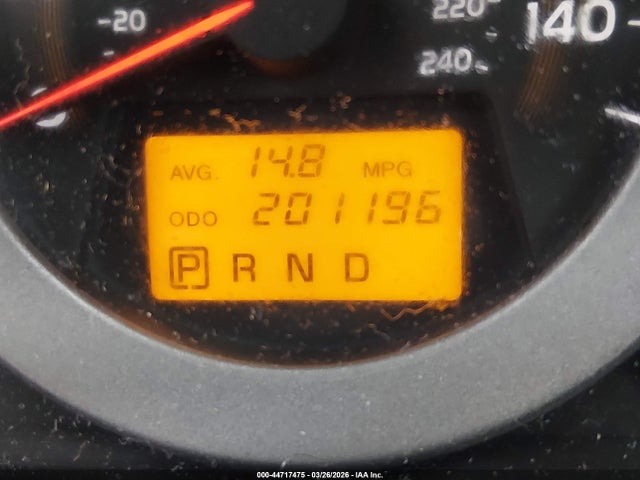 -20
220
140
240
AVG. 14.8 MPG
ODO 201196
P R N D
000-44717475 - 03/26/2026 - IAA Inc.